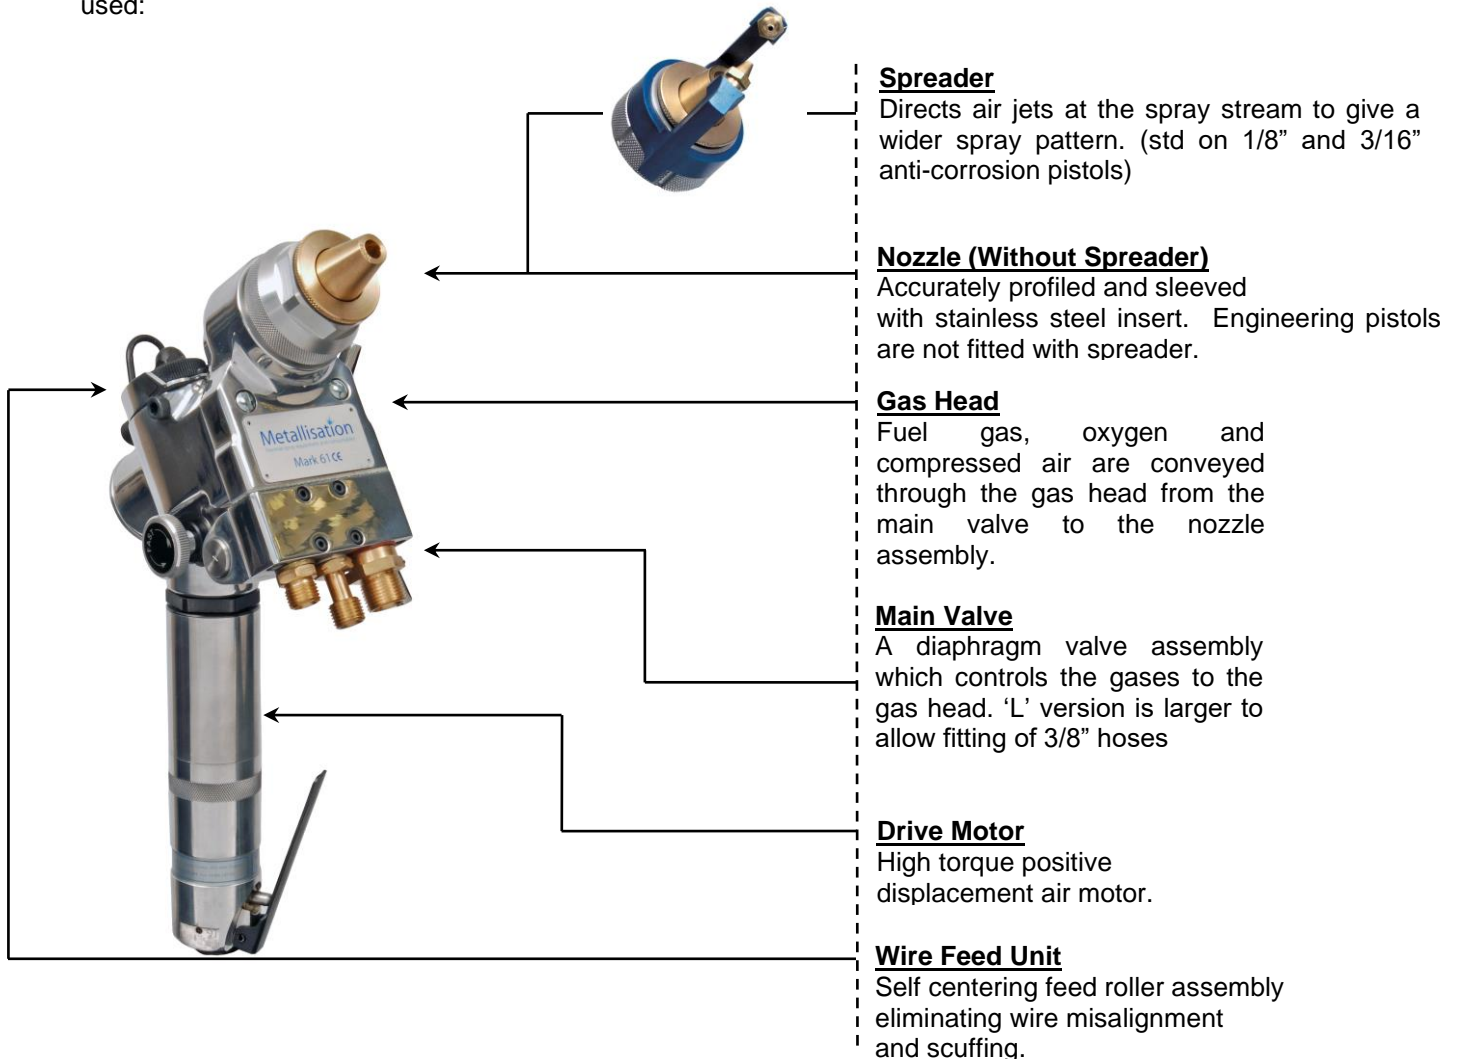 used:
Spreader
Directs air jets at the spray stream to give a
wider spray pattern. (std on 1/8” and 3/16”
anti-corrosion pistols)
Nozzle (Without Spreader)
Accurately profiled and sleeved
with stainless steel insert. Engineering pistols
are not fitted with spreader.
Gas Head
Fuel gas, oxygen and
compressed air are conveyed
through the gas head from the
main valve to the nozzle
assembly.
Main Valve
A diaphragm valve assembly
which controls the gases to the
gas head. ‘L’ version is larger to
allow fitting of 3/8” hoses
Drive Motor
High torque positive
displacement air motor.
Wire Feed Unit
Self centering feed roller assembly
eliminating wire misalignment
and scuffing.
Metallisation
Mark 61 CE